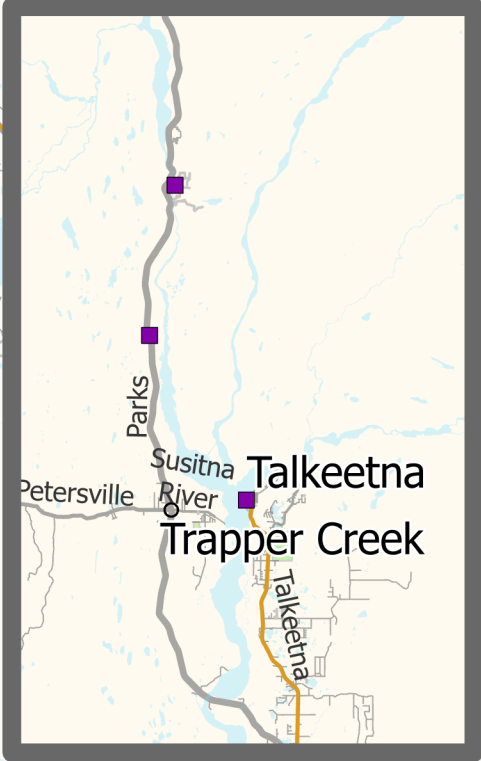 Parks
Susitna
River
Talkeetna
Petersville
Trapper Creek
Talkeetna